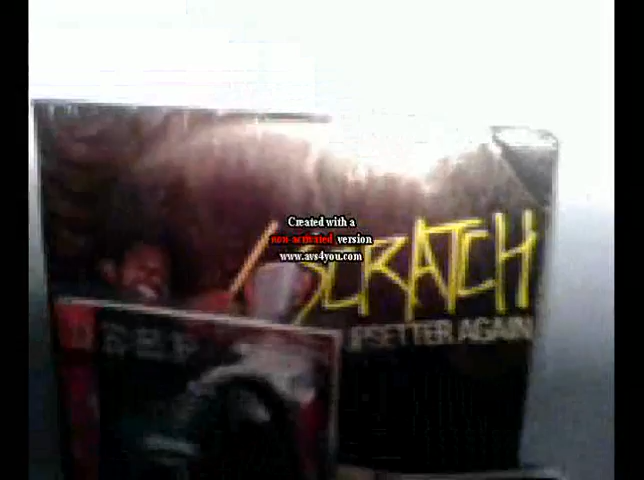 Created with a
non-activated version
www.avs4you.com
SCRATCH
UPSETTER AGAIN